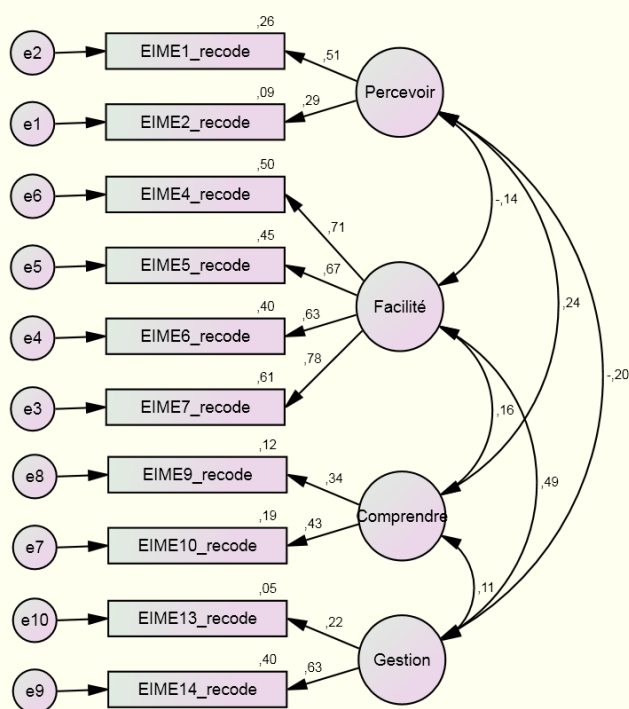 ,26
e2
EIME1_recode
,51
Percevoir
,09
,29
e1
EIME2_recode
,50
e6
EIME4_recode
-,14
,71
,45
e5
EIME5_recode
,67
Facilité
,24
,40
e4
EIME6_recode
,63
,78
-,20
,61
e3
EIME7_recode
,16
,12
e8
EIME9_recode
,34
,49
Comprendre
,19
,43
e7
EIME10_recode
,05
,11
e10
EIME13_recode
,22
Gestion
,40
,63
e9
EIME14_recode